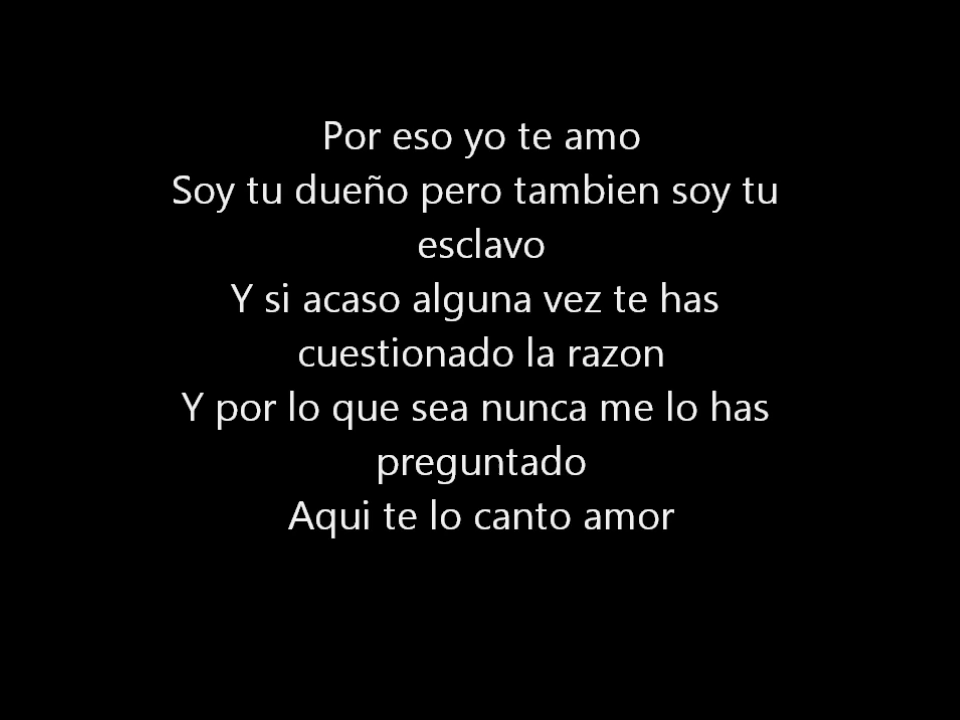 Por eso yo te amo
Soy tu dueño pero tambien soy tu
esclavo
Y si acaso alguna vez te has
cuestionado la razon
Y por lo que sea nunca me lo has
preguntado
Aqui te lo canto amor